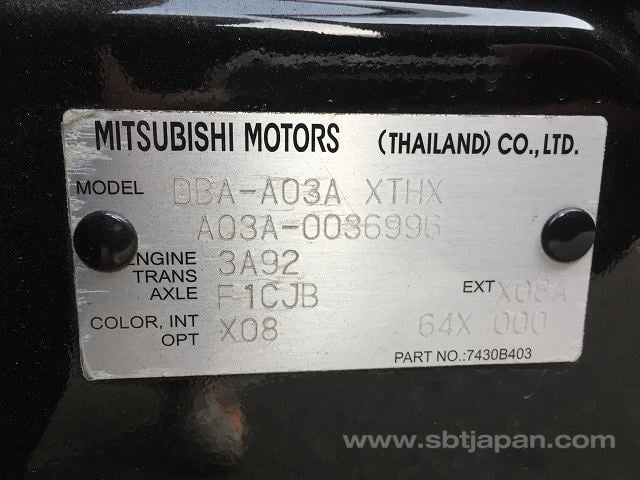 MITSUBISHI MOTORS (THAILAND) CO., LTD.
MODEL DBA-A03A XTHX
A03A-0036996
ENGINE 3A92
TRANS AXLE F1CJB EXT X08A
COLOR, INT OPT X08 64X 000
PART NO.:7430B403
www.sbtjapan.com